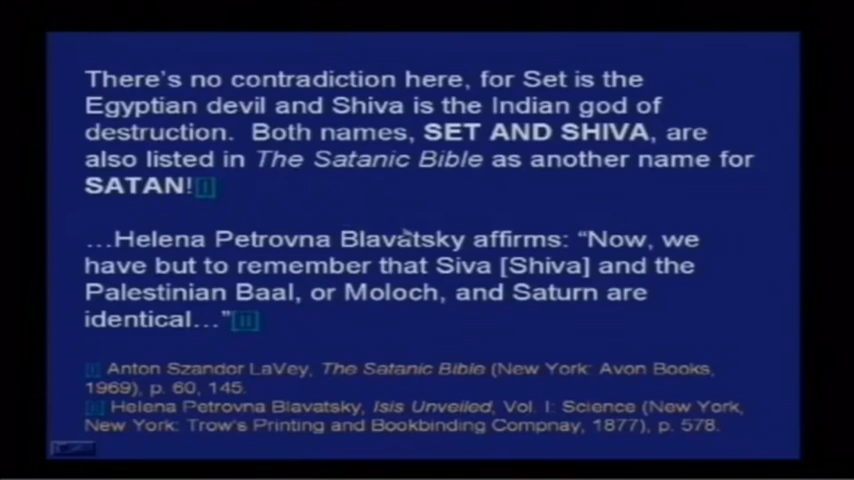 There's no contradiction here, for Set is the
Egyptian devil and Shiva is the Indian god of
destruction. Both names, SET AND SHIVA, are
also listed in The Satanic Bible as another name for
SATAN![i]
…Helena Petrovna Blavatsky affirms: “Now, we
have but to remember that Siva [Shiva] and the
Palestinian Baal, or Moloch, and Saturn are
identical…”[ii]
[i] Anton Szandor LaVey, The Satanic Bible (New York: Avon Books,
1969), p. 60, 145.
[ii] Helena Petrovna Blavatsky, Isis Unveiled, Vol. I: Science (New York,
New York: Trow's Printing and Bookbinding Compnay, 1877), p. 578.